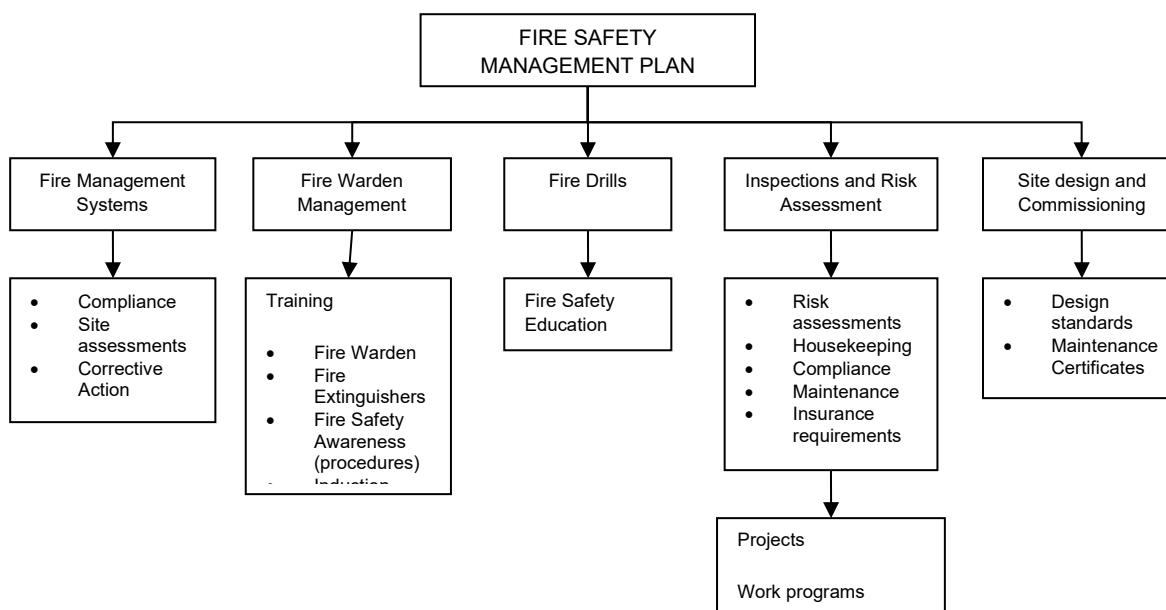 FIRE SAFETY
MANAGEMENT PLAN
Fire Management
Systems
Fire Warden
Management
Fire Drills
Inspections and Risk
Assessment
Site design and
Commissioning
• Compliance
• Site
assessments
• Corrective
Action
Training
• Fire Warden
• Fire
Extinguishers
• Fire Safety
Awareness
(procedures)
• Induction
Fire Safety
Education
• Risk
assessments
• Housekeeping
• Compliance
• Maintenance
• Insurance
requirements
• Design
standards
• Maintenance
Certificates
Projects
Work programs